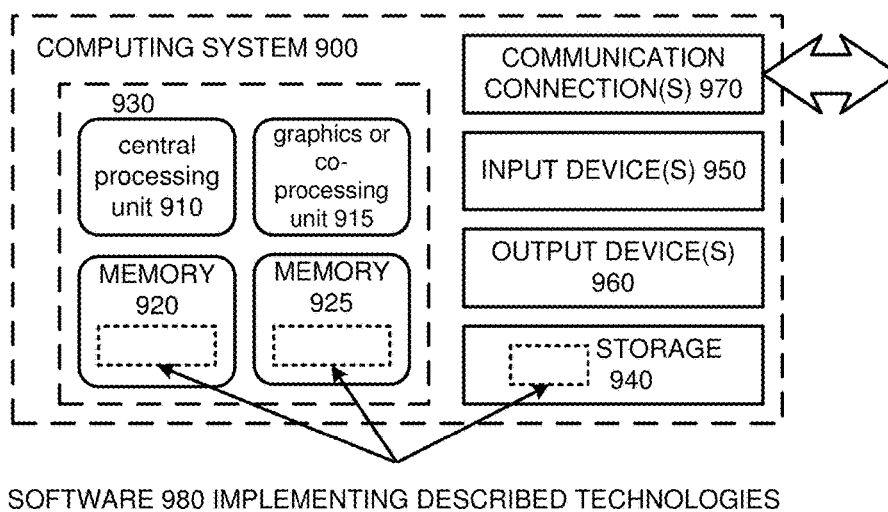 COMPUTING SYSTEM 900
930
central
processing
unit 910
graphics or
co-
processing
unit 915
MEMORY
920
MEMORY
925
COMMUNICATION
CONNECTION(S) 970
INPUT DEVICE(S) 950
OUTPUT DEVICE(S)
960
STORAGE
940
SOFTWARE 980 IMPLEMENTING DESCRIBED TECHNOLOGIES